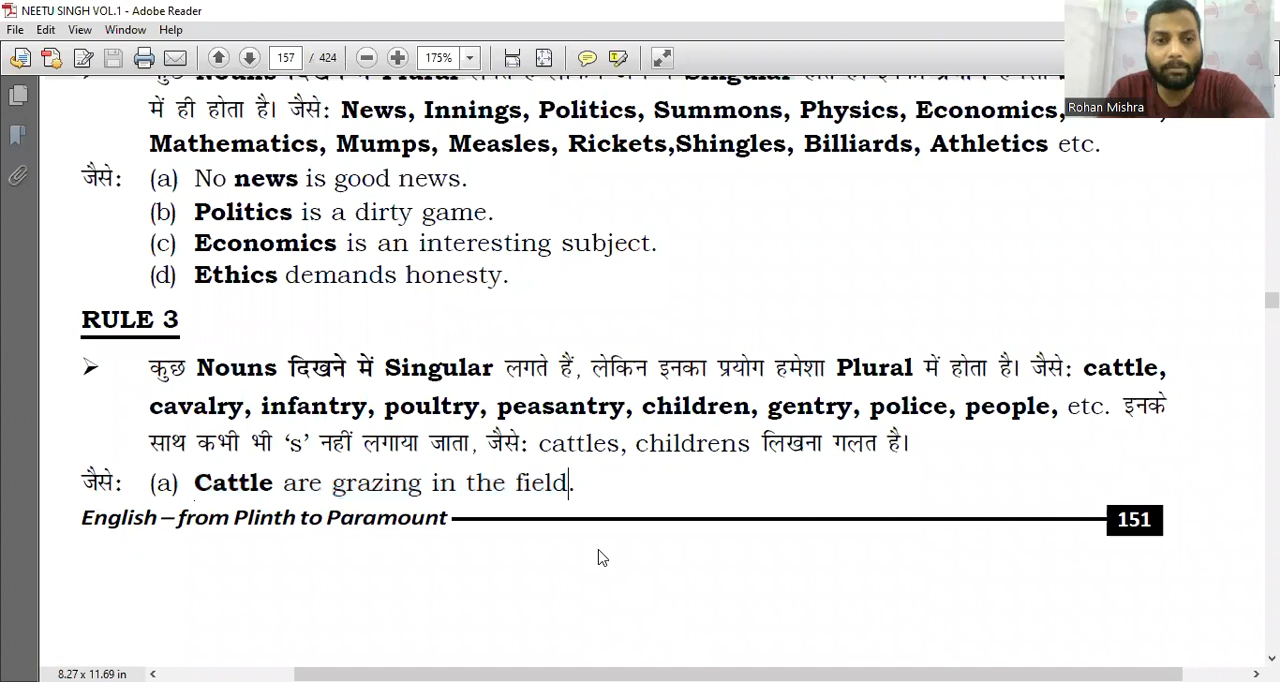 NEETU SINGH VOL.1 - Adobe Reader
File Edit View Window Help
157 / 424 175%
Rohan Mishra
कुछ Nouns दिखने में Plural Singular
में ही होता है। जैसे: News, Innings, Politics, Summons, Physics, Economics,
Mathematics, Mumps, Measles, Rickets,Shingles, Billiards, Athletics etc.
जैसे: (a) No news is good news.
(b) Politics is a dirty game.
(c) Economics is an interesting subject.
(d) Ethics demands honesty.
RULE 3
➢ कुछ Nouns दिखने में Singular लगते हैं, लेकिन इनका प्रयोग हमेशा Plural में होता है। जैसे: cattle,
cavalry, infantry, poultry, peasantry, children, gentry, police, people, etc. इनके
साथ कभी भी ‘s’ नहीं लगाया जाता, जैसे: cattles, childrens लिखना गलत है।
जैसे: (a) Cattle are grazing in the field.
English – from Plinth to Paramount 151
8.27 x 11.69 in